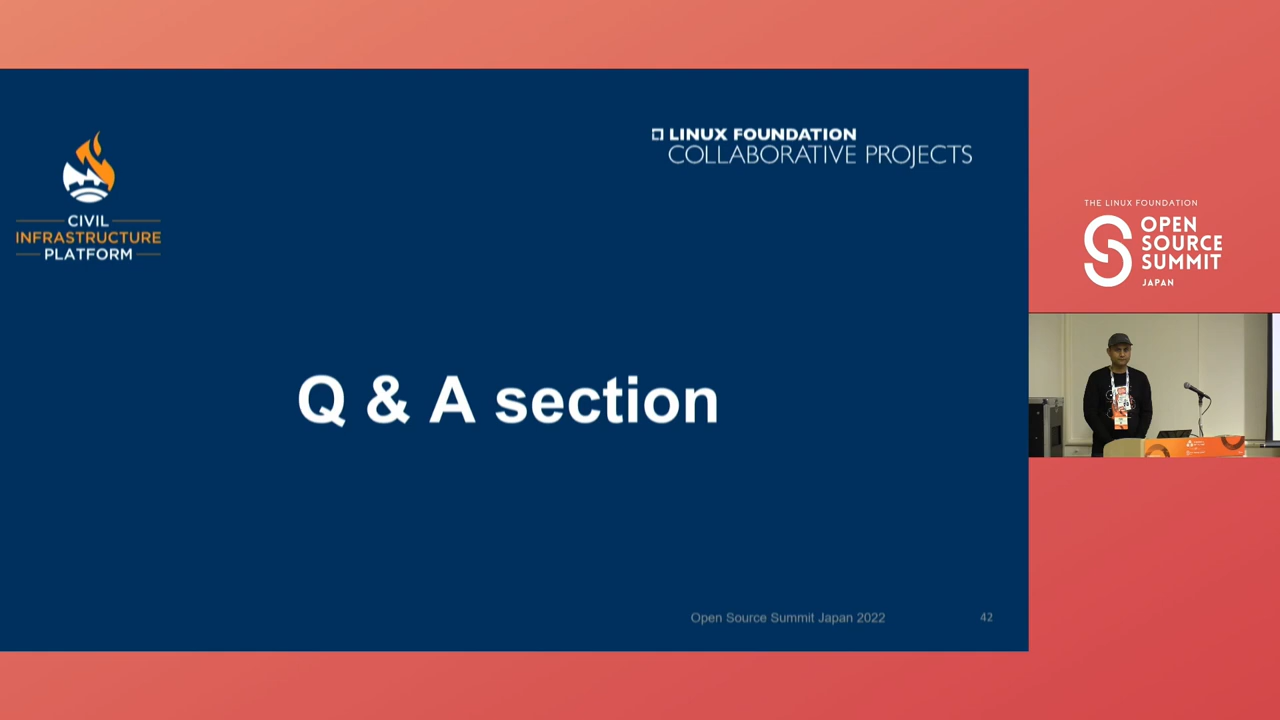 CIVIL
INFRASTRUCTURE
PLATFORM
LINUX FOUNDATION
COLLABORATIVE PROJECTS
Q & A section
Open Source Summit Japan 2022
42
THE LINUX FOUNDATION
OPEN
SOURCE
SUMMIT
JAPAN